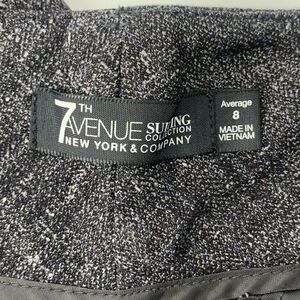 7TH
AVENUE SUITING
COLLECTION
NEW YORK & COMPANY
Average
8
MADE IN
VIETNAM